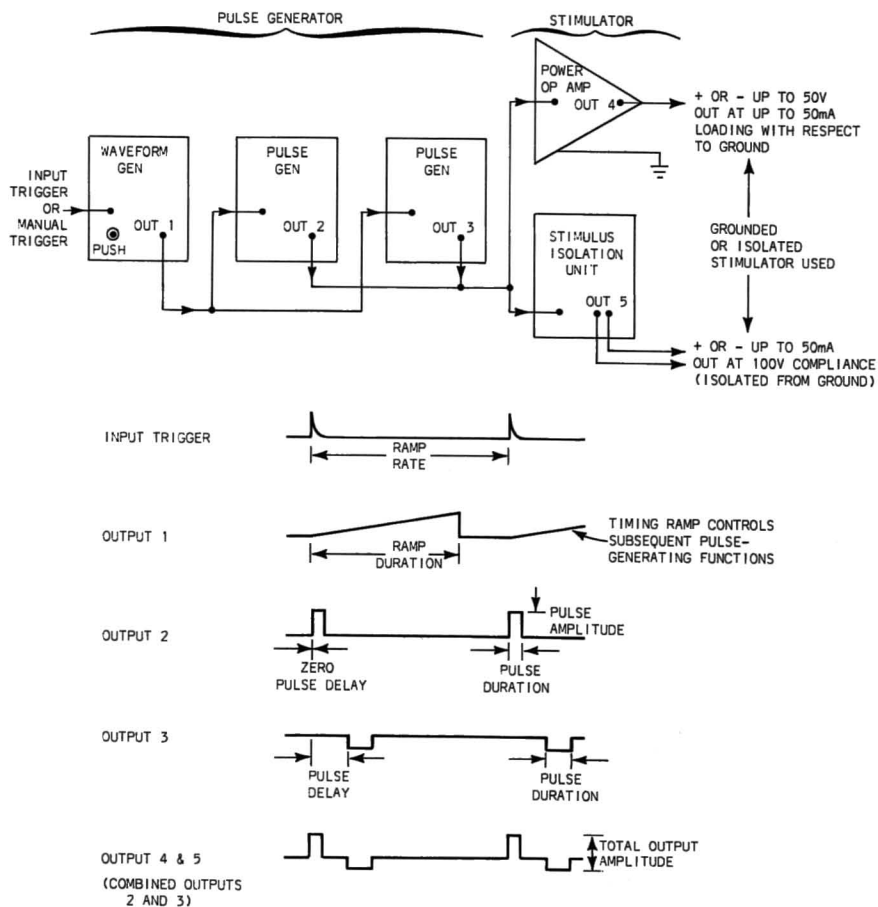 PULSE GENERATOR
STIMULATOR
POWER
OP AMP
OUT 4
+ OR - UP TO 50V
OUT AT UP TO 50mA
LOADING WITH RESPECT
TO GROUND
WAVEFORM
GEN
PULSE
GEN
PULSE
GEN
INPUT
TRIGGER
OR
MANUAL
TRIGGER
PUSH
OUT 1
OUT 2
OUT 3
STIMULUS
ISOLATION
UNIT
OUT 5
GROUNDED
OR ISOLATED
STIMULATOR USED
+ OR - UP TO 50mA
OUT AT 100V COMPLIANCE
(ISOLATED FROM GROUND)
INPUT TRIGGER
RAMP
RATE
OUTPUT 1
RAMP
DURATION
TIMING RAMP CONTROLS
SUBSEQUENT PULSE-
GENERATING FUNCTIONS
OUTPUT 2
PULSE
AMPLITUDE
ZERO
PULSE DELAY
PULSE
DURATION
OUTPUT 3
PULSE
DELAY
PULSE
DURATION
OUTPUT 4 & 5
(COMBINED OUTPUTS
2 AND 3)
TOTAL OUTPUT
AMPLITUDE